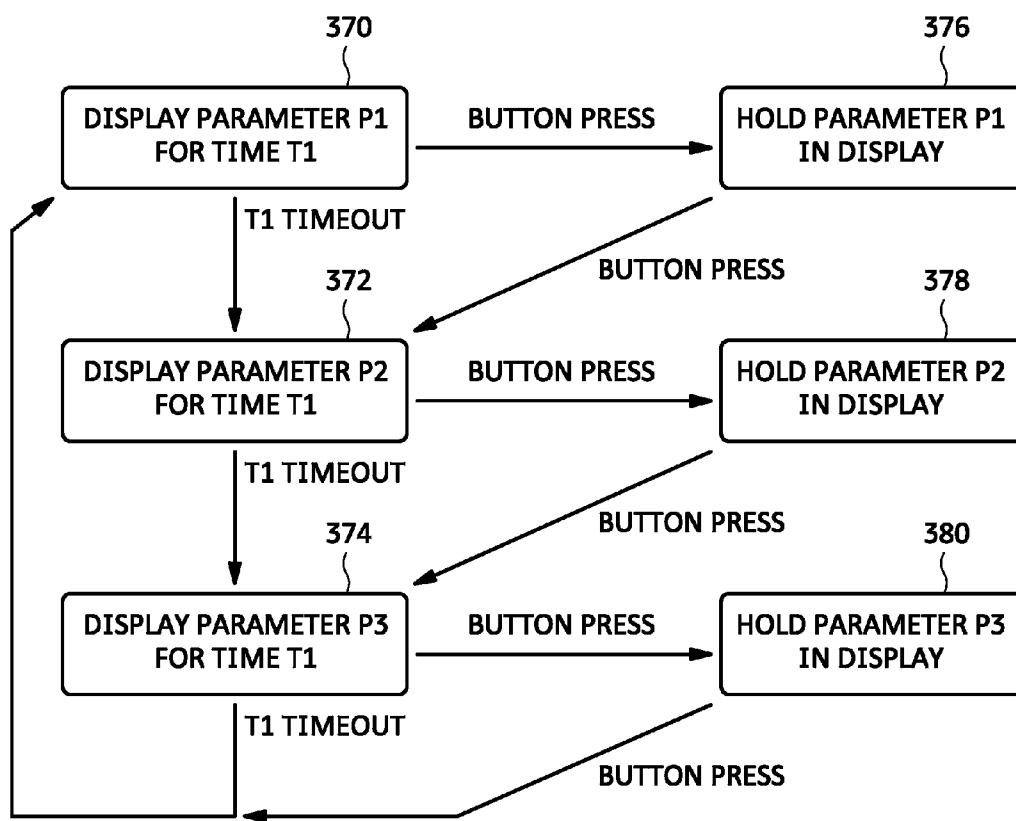 370
376
DISPLAY PARAMETER P1
FOR TIME T1
BUTTON PRESS
HOLD PARAMETER P1
IN DISPLAY
T1 TIMEOUT
BUTTON PRESS
372
378
DISPLAY PARAMETER P2
FOR TIME T1
BUTTON PRESS
HOLD PARAMETER P2
IN DISPLAY
T1 TIMEOUT
BUTTON PRESS
374
380
DISPLAY PARAMETER P3
FOR TIME T1
BUTTON PRESS
HOLD PARAMETER P3
IN DISPLAY
T1 TIMEOUT
BUTTON PRESS